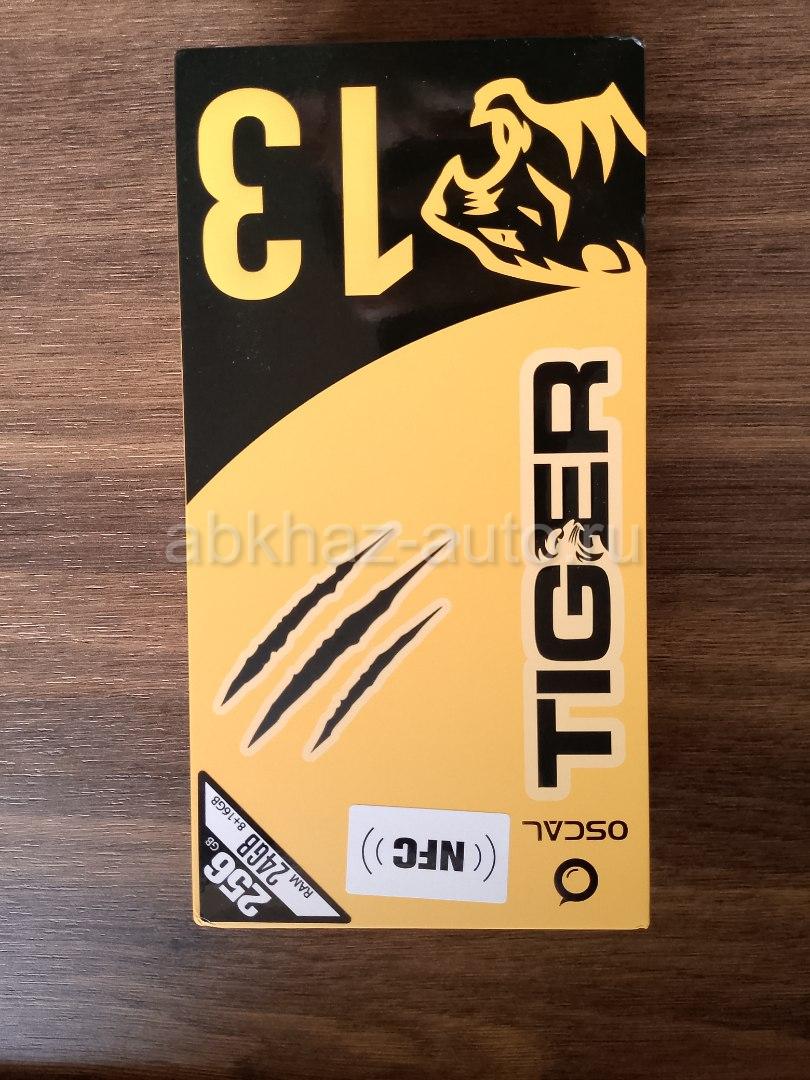 13
TIGER
OSCAL
NFC
256 GB
RAM 24GB
8+16GB
abkhaz-auto.ru